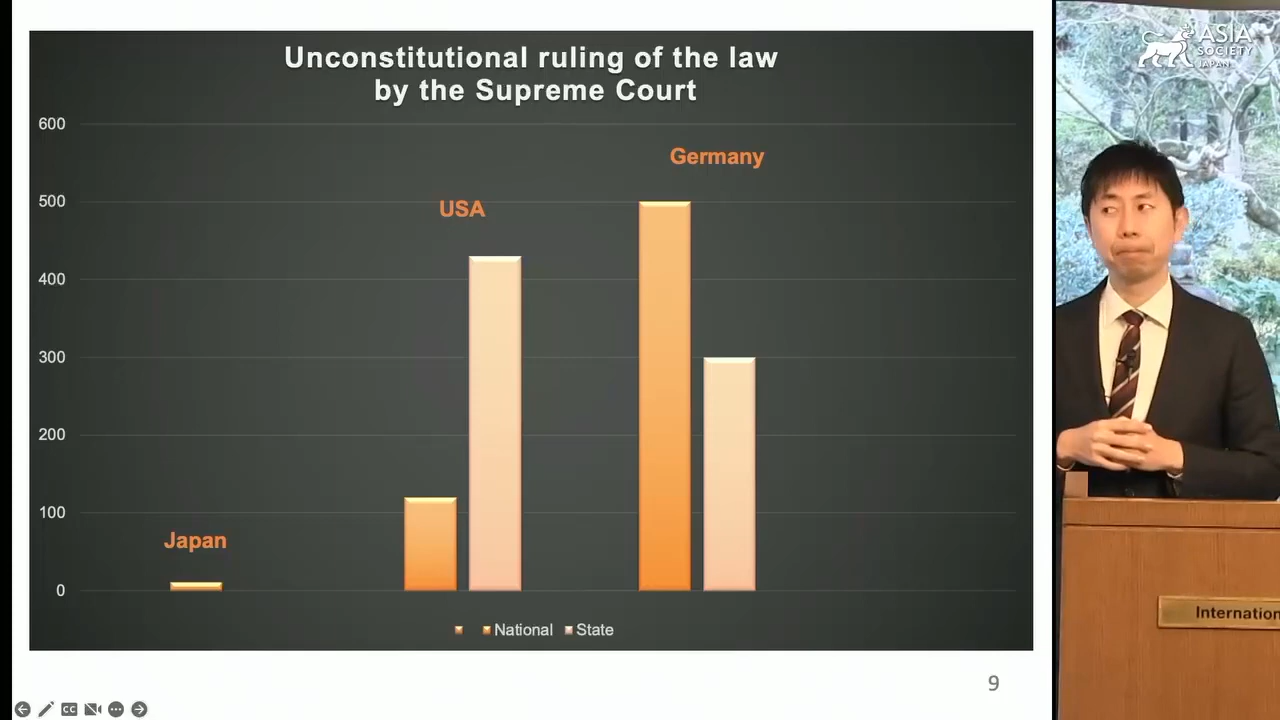 Unconstitutional ruling of the law
by the Supreme Court
600
500
400
300
200
100
0
Japan
USA
Germany
National
State
9
CC
ASIA
SOCIETY
JAPAN
Internation